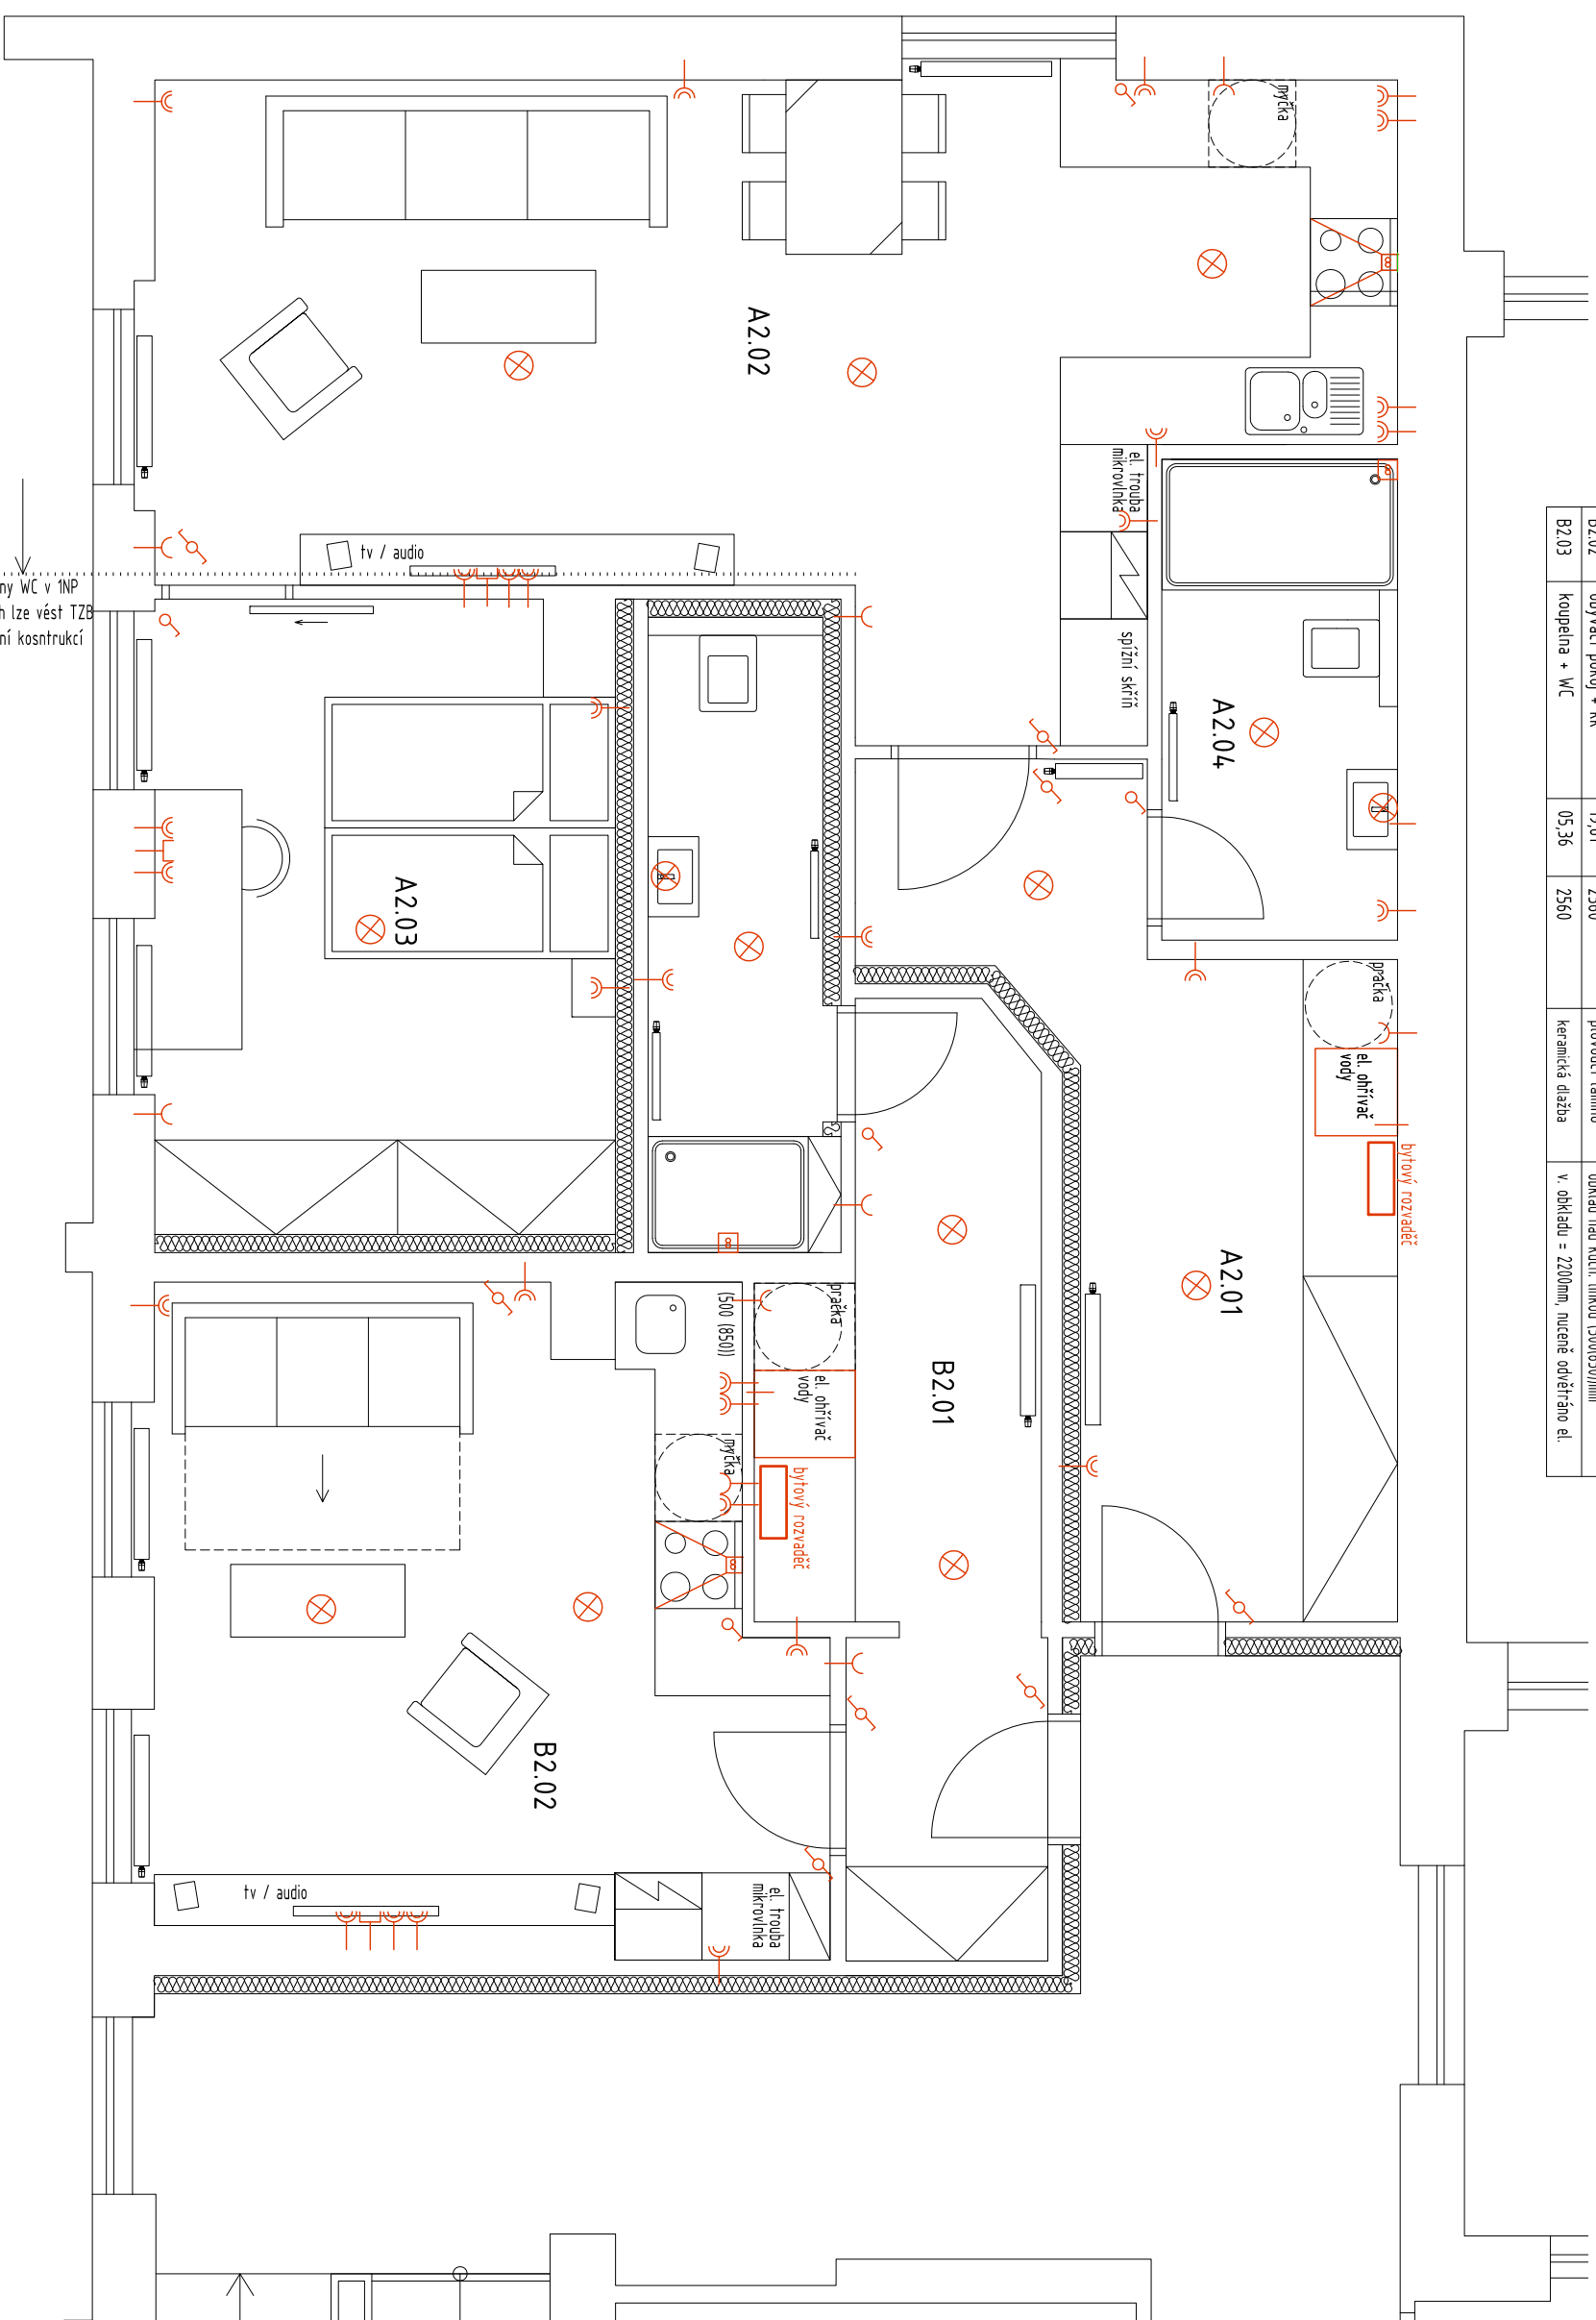 B2.03 koupelna + WC 05,36 2560 keramická dlažba v. obkladu = 2200mm, nuceně odvětráno el.
myčka
A2.02
el. trouba
mikrovlnka
spížní skříň
A2.04
tv / audio
ny WC v 1NP
h lze vést TZB
ní kosntrukcí
A2.03
pračka
el. ohřívač
vody
bytový rozvaděč
A2.01
pračka
(500 (850))
el. ohřívač
vody
B2.01
myčka
bytový rozvaděč
B2.02
tv / audio
el. trouba
mikrovlnka